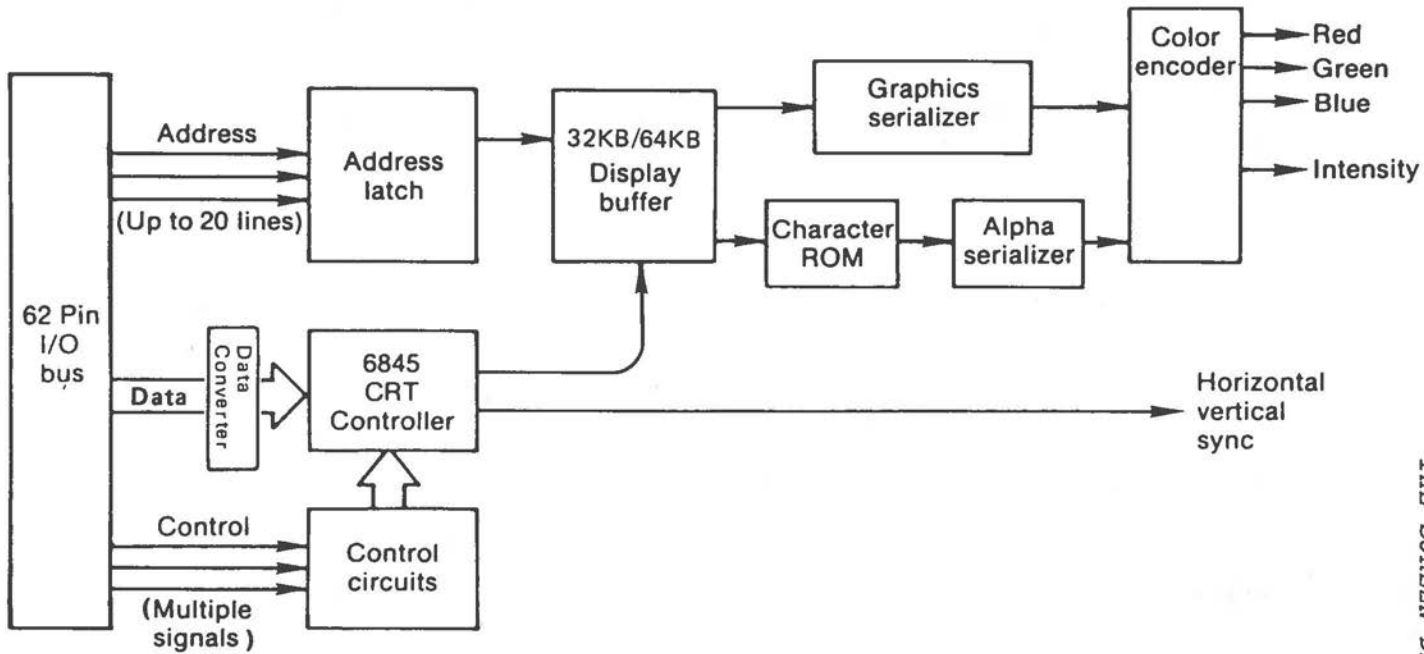 62 Pin
I/O
bus
Address
(Up to 20 lines)
Address
latch
32KB/64KB
Display
buffer
Graphics
serializer
Character
ROM
Alpha
serializer
Color
encoder
Red
Green
Blue
Intensity
Data
Data
Converter
6845
CRT
Controller
Horizontal
vertical
sync
Control
(Multiple
signals)
Control
circuits